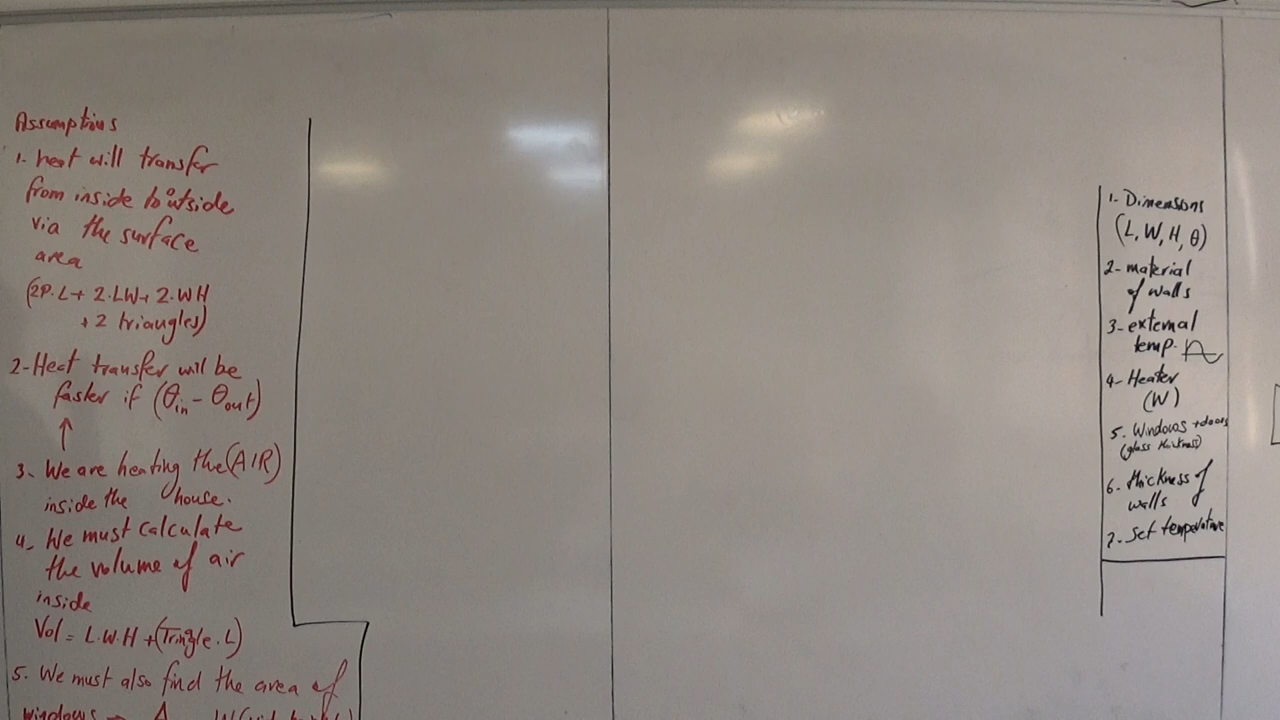 Assumptions
1- heat will transfer
from inside to outside
via the surface
area
(2P.L + 2.LW + 2.WH
+ 2 triangles)
2- Heat transfer will be
faster if (θin - θout)
↑
3- We are heating the (AIR)
inside the house.
4- We must calculate
the volume of air
inside
Vol = L.W.H + (Tringle.L)
5. We must also find the area of
windows
1- Dimensions
(L, W, H, θ)
2- material
of walls
3- external
temp.
4- Heater
(W)
5. Windows + doors
(glass thickness)
6- thickness of
walls
7- Set temperature